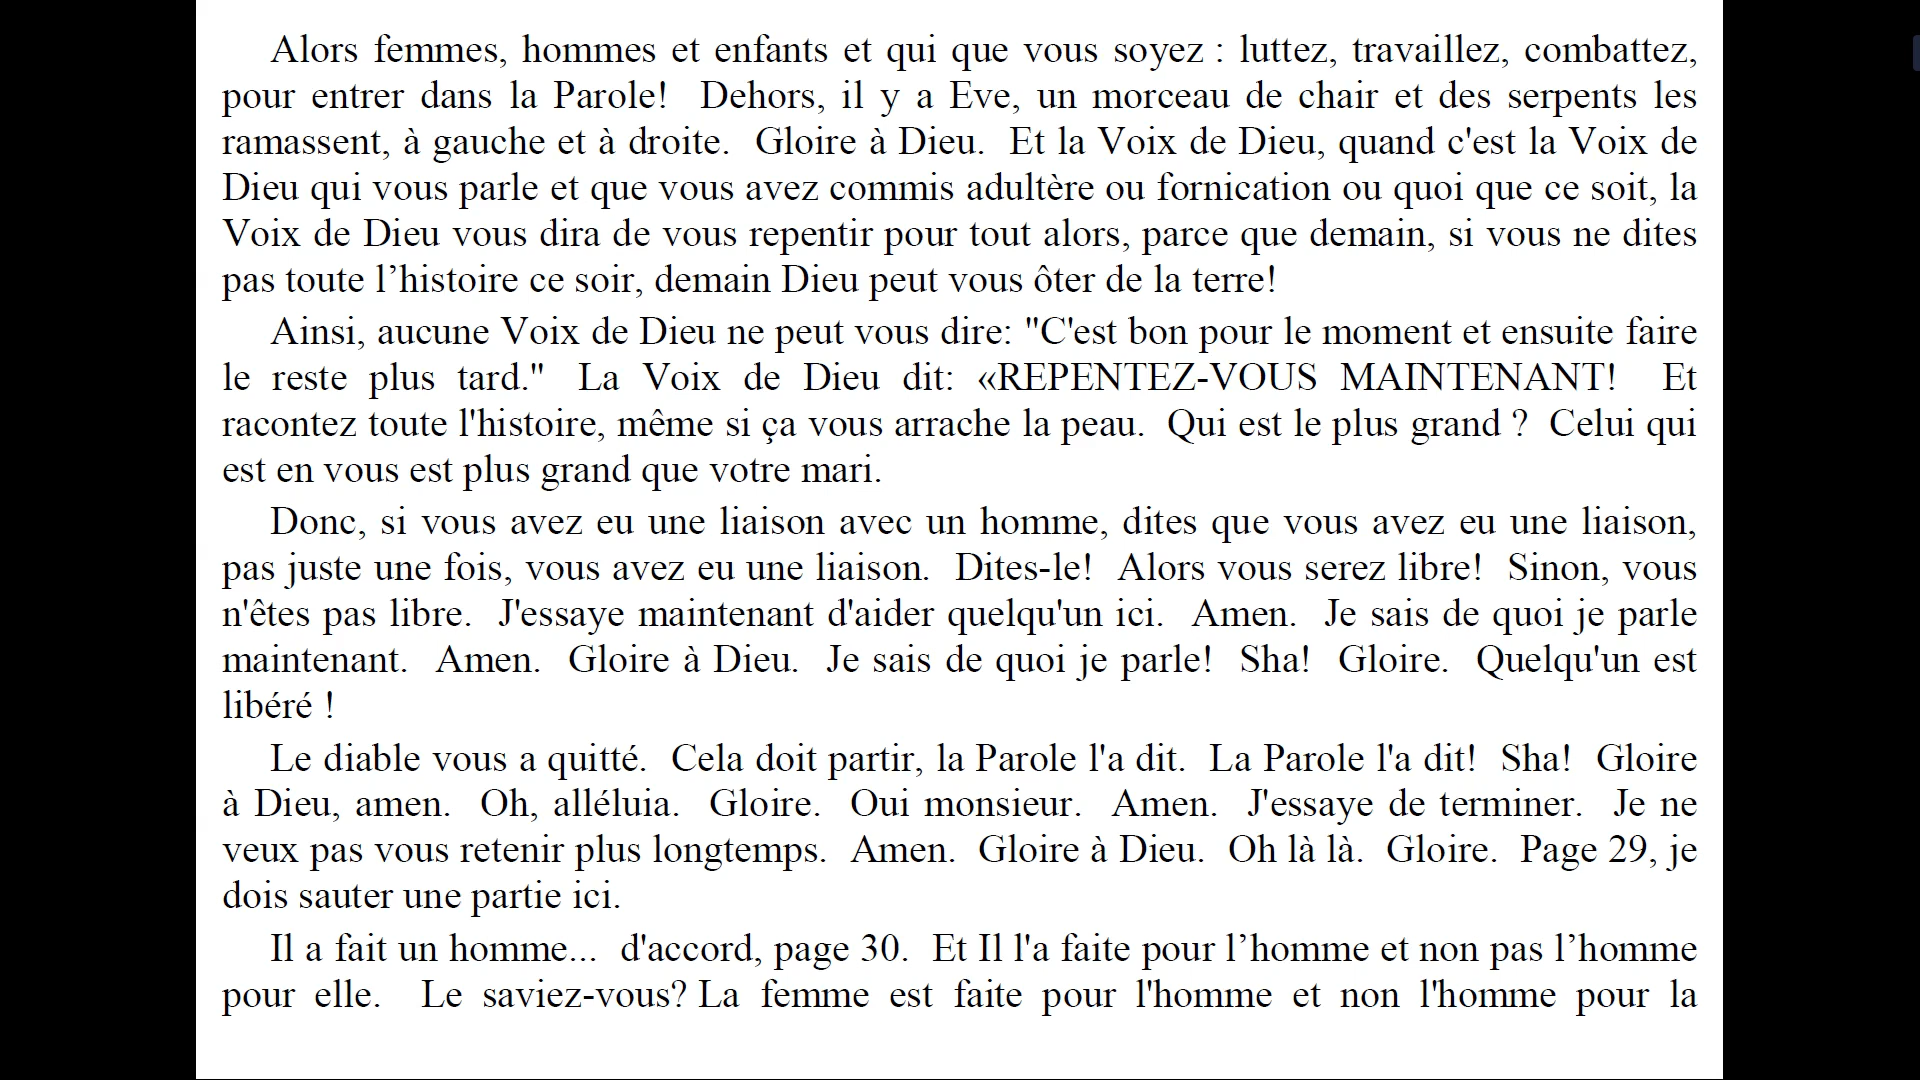 Alors femmes, hommes et enfants et qui que vous soyez : luttez, travaillez, combattez,
pour entrer dans la Parole!  Dehors, il y a Eve, un morceau de chair et des serpents les
ramassent, à gauche et à droite.  Gloire à Dieu.  Et la Voix de Dieu, quand c'est la Voix de
Dieu qui vous parle et que vous avez commis adultère ou fornication ou quoi que ce soit, la
Voix de Dieu vous dira de vous repentir pour tout alors, parce que demain, si vous ne dites
pas toute l’histoire ce soir, demain Dieu peut vous ôter de la terre!
Ainsi, aucune Voix de Dieu ne peut vous dire: "C'est bon pour le moment et ensuite faire
le reste plus tard."  La Voix de Dieu dit: «REPENTEZ-VOUS MAINTENANT!  Et
racontez toute l'histoire, même si ça vous arrache la peau.  Qui est le plus grand ?  Celui qui
est en vous est plus grand que votre mari.
Donc, si vous avez eu une liaison avec un homme, dites que vous avez eu une liaison,
pas juste une fois, vous avez eu une liaison.  Dites-le!  Alors vous serez libre!  Sinon, vous
n'êtes pas libre.  J'essaye maintenant d'aider quelqu'un ici.  Amen.  Je sais de quoi je parle
maintenant.  Amen.  Gloire à Dieu.  Je sais de quoi je parle!  Sha!  Gloire.  Quelqu'un est
libéré !
Le diable vous a quitté.  Cela doit partir, la Parole l'a dit.  La Parole l'a dit!  Sha!  Gloire
à Dieu, amen.  Oh, alléluia.  Gloire.  Oui monsieur.  Amen.  J'essaye de terminer.  Je ne
veux pas vous retenir plus longtemps.  Amen.  Gloire à Dieu.  Oh là là.  Gloire.  Page 29, je
dois sauter une partie ici.
Il a fait un homme...  d'accord, page 30.  Et Il l'a faite pour l’homme et non pas l’homme
pour elle.  Le saviez-vous? La femme est faite pour l'homme et non l'homme pour la